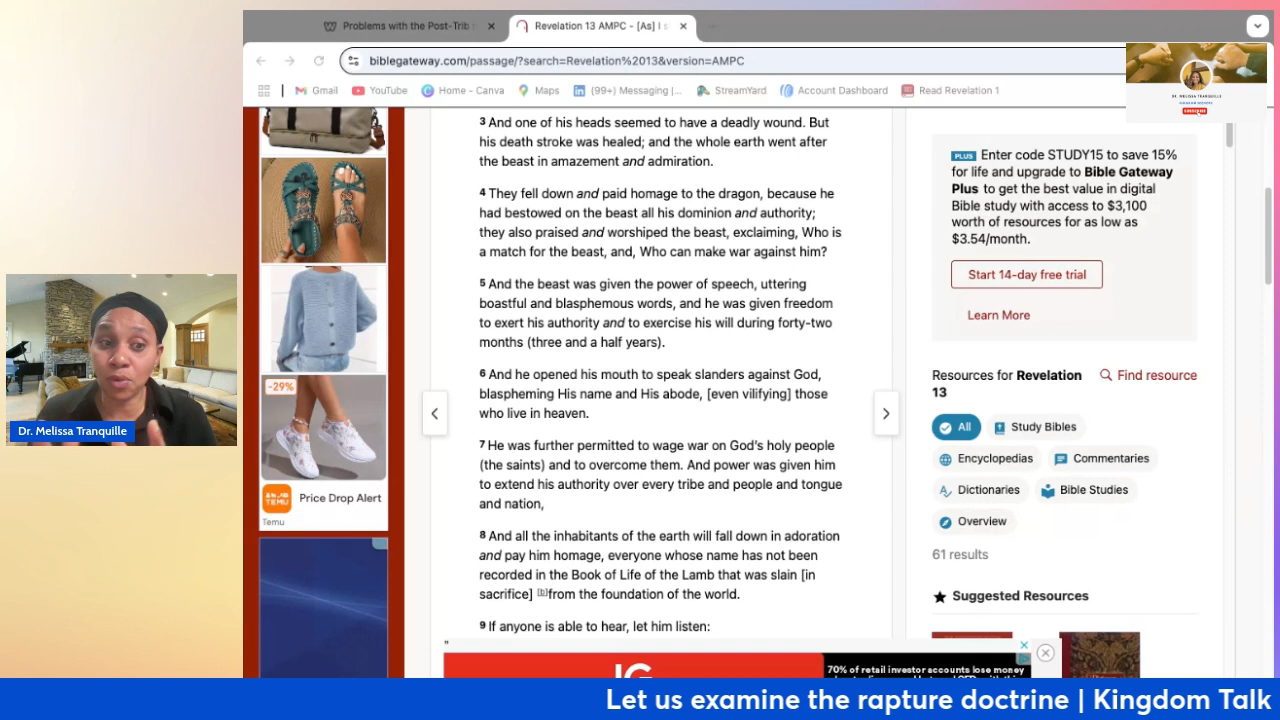 Problems with the Post-Trib
Revelation 13 AMPC - [As] I s
biblegateway.com/passage/?search=Revelation%2013&version=AMPC
Gmail
YouTube
Home - Canva
Maps
(99+) Messaging |...
StreamYard
Account Dashboard
Read Revelation 1
DR. MELISSA TRANQUILLE
SUBSCRIBE
3 And one of his heads seemed to have a deadly wound. But
his death stroke was healed; and the whole earth went after
the beast in amazement and admiration.
4 They fell down and paid homage to the dragon, because he
had bestowed on the beast all his dominion and authority;
they also praised and worshiped the beast, exclaiming, Who is
a match for the beast, and, Who can make war against him?
5 And the beast was given the power of speech, uttering
boastful and blasphemous words, and he was given freedom
to exert his authority and to exercise his will during forty-two
months (three and a half years).
6 And he opened his mouth to speak slanders against God,
blaspheming His name and His abode, [even vilifying] those
who live in heaven.
7 He was further permitted to wage war on God's holy people
(the saints) and to overcome them. And power was given him
to extend his authority over every tribe and people and tongue
and nation,
8 And all the inhabitants of the earth will fall down in adoration
and pay him homage, everyone whose name has not been
recorded in the Book of Life of the Lamb that was slain [in
sacrifice] [b]from the foundation of the world.
9 If anyone is able to hear, let him listen:
-29%
TEMU
Price Drop Alert
Temu
PLUS Enter code STUDY15 to save 15%
for life and upgrade to Bible Gateway
Plus to get the best value in digital
Bible study with access to $3,100
worth of resources for as low as
$3.54/month.
Start 14-day free trial
Learn More
Resources for Revelation
13
Find resource
All
Study Bibles
Encyclopedias
Commentaries
Dictionaries
Bible Studies
Overview
61 results
Suggested Resources
IG
70% of retail investor accounts lose money
Dr. Melissa Tranquille
Let us examine the rapture doctrine | Kingdom Talk